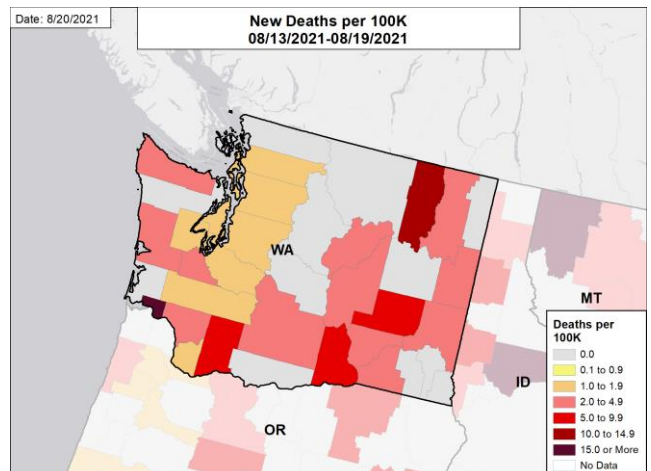 Date: 8/20/2021
New Deaths per 100K
08/13/2021-08/19/2021
WA
MT
ID
OR
Deaths per
100K
0.0
0.1 to 0.9
1.0 to 1.9
2.0 to 4.9
5.0 to 9.9
10.0 to 14.9
15.0 or More
No Data